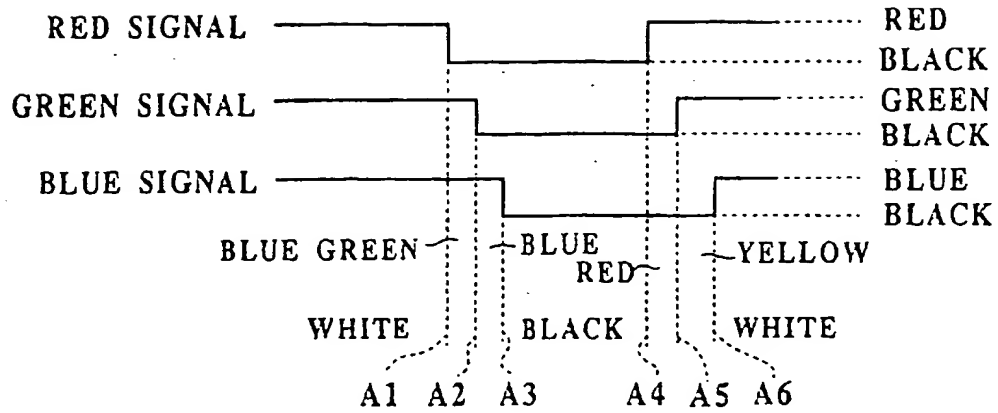 RED SIGNAL RED
BLACK
GREEN SIGNAL GREEN
BLACK
BLUE SIGNAL BLUE
BLACK
BLUE GREEN BLUE YELLOW
RED
WHITE BLACK WHITE
A1 A2 A3 A4 A5 A6